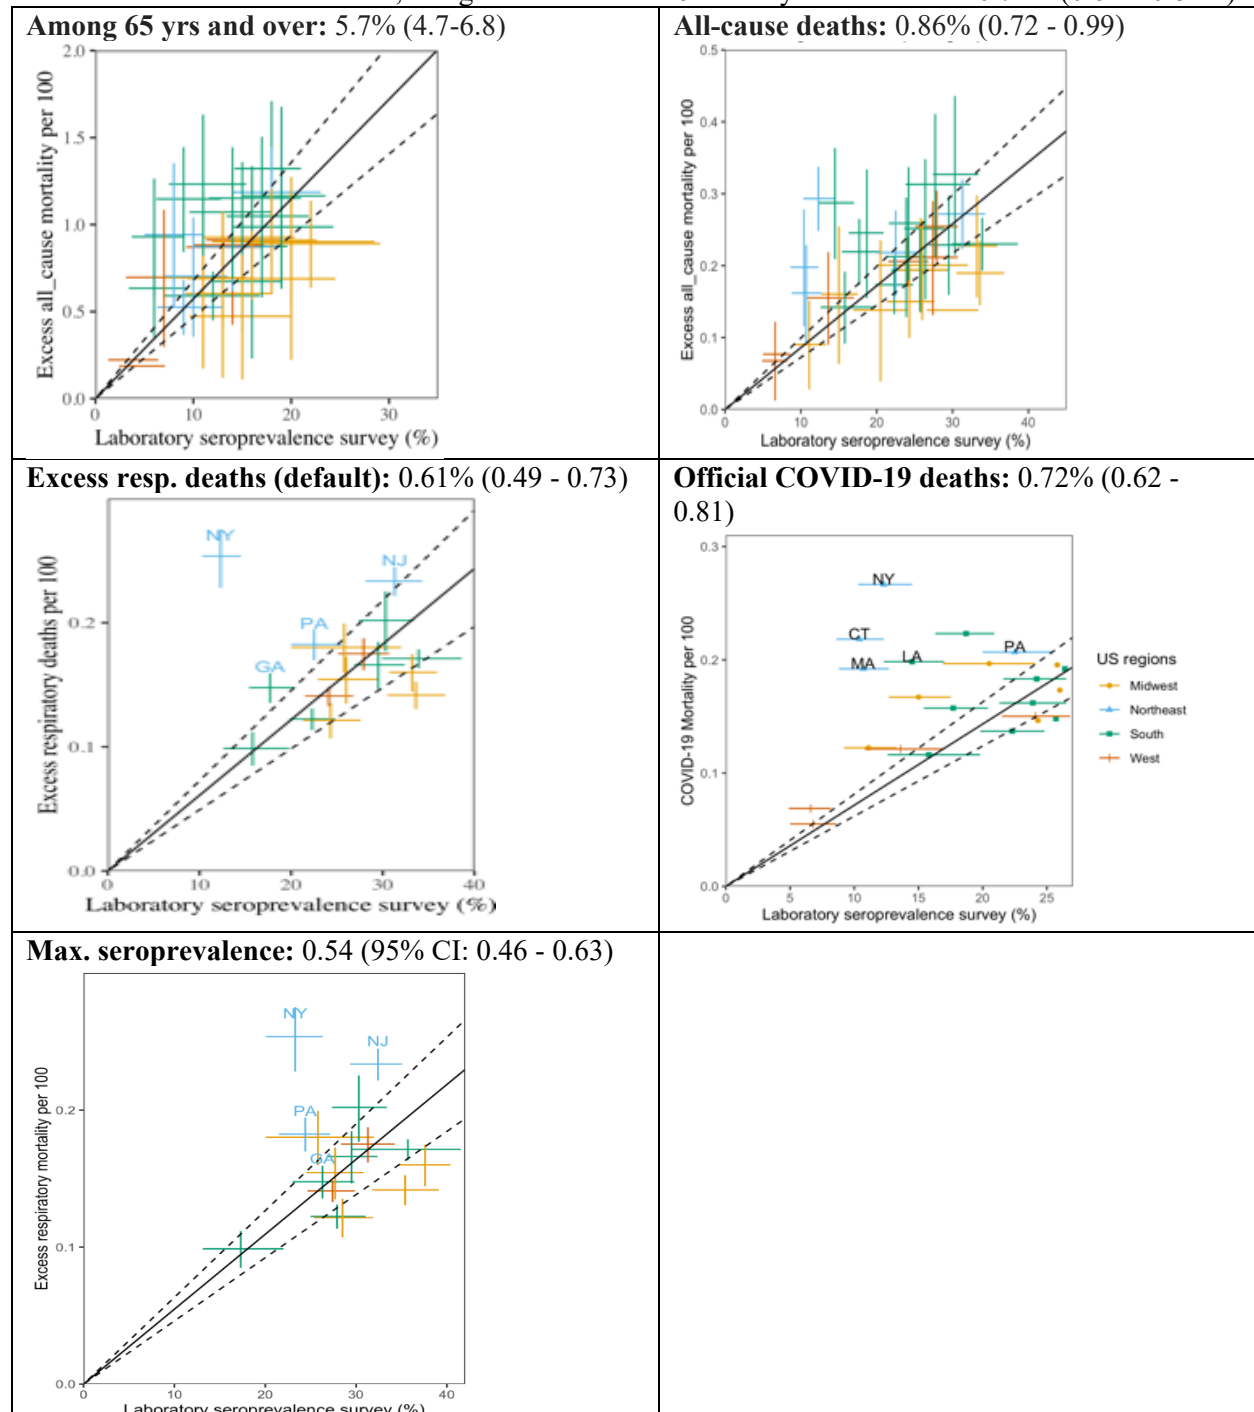 Among 65 yrs and over: 5.7% (4.7-6.8)
2.0
1.5
1.0
0.5
0.0
Excess all_cause mortality per 100
0 10 20 30
Laboratory seroprevalence survey (%)
All-cause deaths: 0.86% (0.72 - 0.99)
0.5
0.4
0.3
0.2
0.1
0.0
Excess all_cause mortality per 100
0 10 20 30 40
Laboratory seroprevalence survey (%)
Excess resp. deaths (default): 0.61% (0.49 - 0.73)
NY
NJ
PA
GA
0.2
0.1
0.0
Excess respiratory deaths per 100
0 10 20 30 40
Laboratory seroprevalence survey (%)
Official COVID-19 deaths: 0.72% (0.62 -
0.81)
0.3
0.2
0.1
0.0
COVID-19 Mortality per 100
NY
CT
MA
LA
PA
0 5 10 15 20 25
Laboratory seroprevalence survey (%)
US regions
Midwest
Northeast
South
West
Max. seroprevalence: 0.54 (95% CI: 0.46 - 0.63)
NY
NJ
PA
GA
0.2
0.1
0.0
Excess respiratory mortality per 100
0 10 20 30 40
Laboratory seroprevalence survey (%)